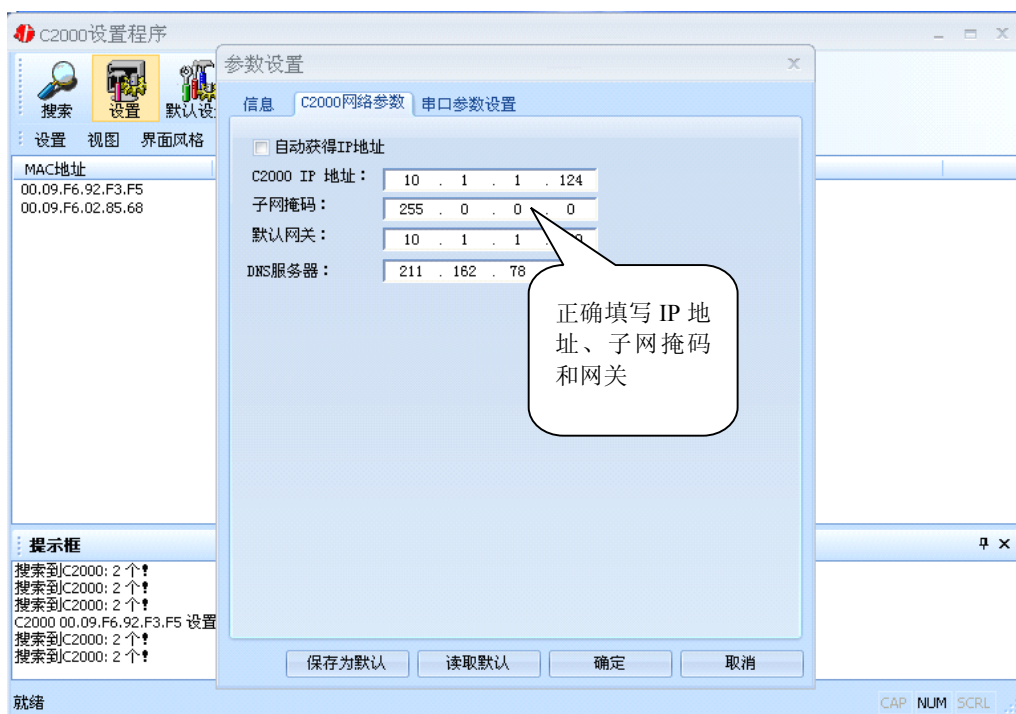 C2000设置程序
搜索
设置
默认设
设置 视图 界面风格
MAC地址
00.09.F6.92.F3.F5
00.09.F6.02.85.68
参数设置
信息 C2000网络参数 串口参数设置
自动获得IP地址
C2000 IP 地址： 10 . 1 . 1 . 124
子网掩码： 255 . 0 . 0 . 0
默认网关： 10 . 1 . 1
DNS服务器： 211 . 162 . 78
正确填写 IP 地
址、子网掩码
和网关
提示框
搜索到C2000: 2 个!
搜索到C2000: 2 个!
搜索到C2000: 2 个!
C2000 00.09.F6.92.F3.F5 设置
搜索到C2000: 2 个!
搜索到C2000: 2 个!
保存为默认 读取默认 确定 取消
就绪
CAP NUM SCRL